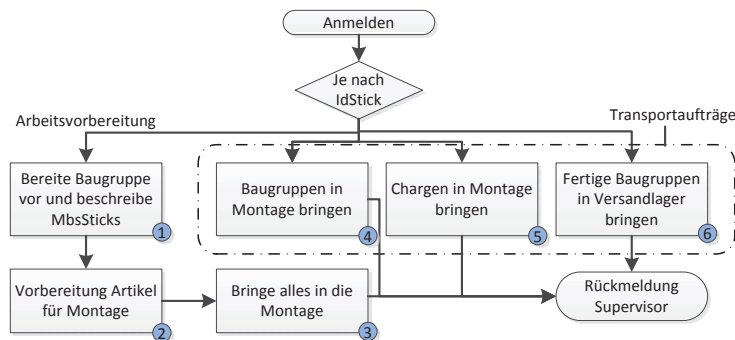 Anmelden
Je nach
IdStick
Arbeitsvorbereitung
Transportaufträge
Bereite Baugruppe
vor und beschreibe
MbsSticks
1
Baugruppen in
Montage bringen
4
Chargen in Montage
bringen
5
Fertige Baugruppen
in Versandlager
bringen
6
Vorbereitung Artikel
für Montage
2
Bringe alles in die
Montage
3
Rückmeldung
Supervisor